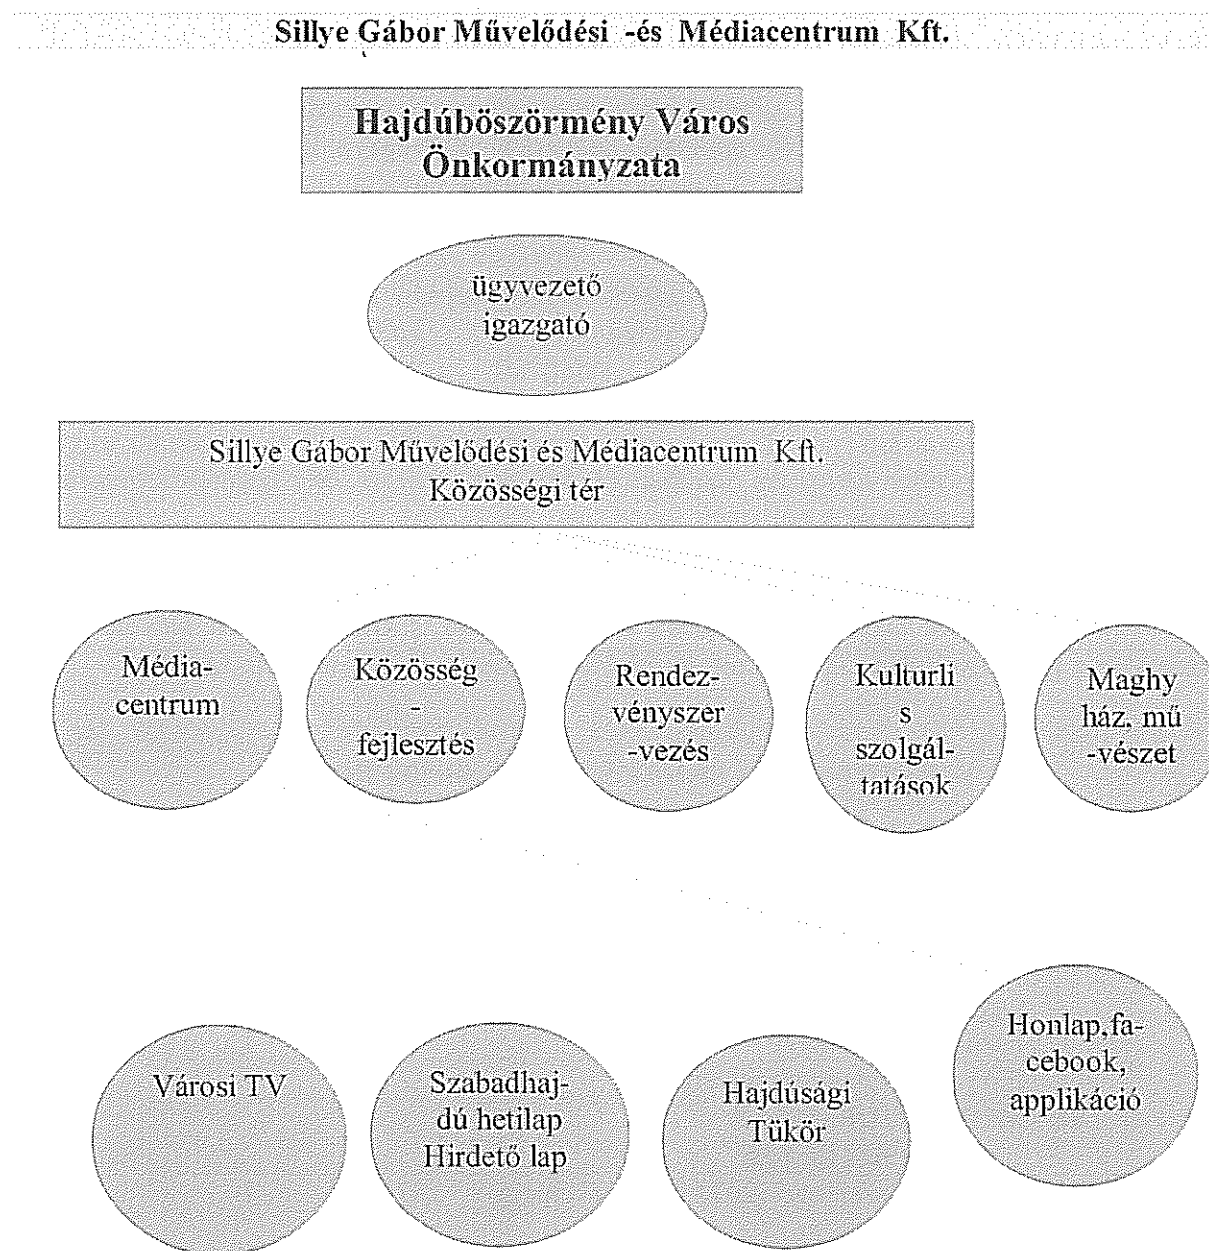 Sillye Gábor Művelődési -és Médiacentrum Kft.
Hajdúböszörmény Város
Önkormányzata
ügyvezető
igazgató
Sillye Gábor Művelődési és Médiacentrum Kft.
Közösségi tér
Média-
centrum
Közösség
-
fejlesztés
Rendez-
vényszer
-vezés
Kulturli
s
szolgál-
tatások
Maghy
ház, mű
-vészet
Városi TV
Szabadhaj-
dú hetilap
Hirdető lap
Hajdúsági
Tükör
Honlap,fa-
cebook,
applikáció